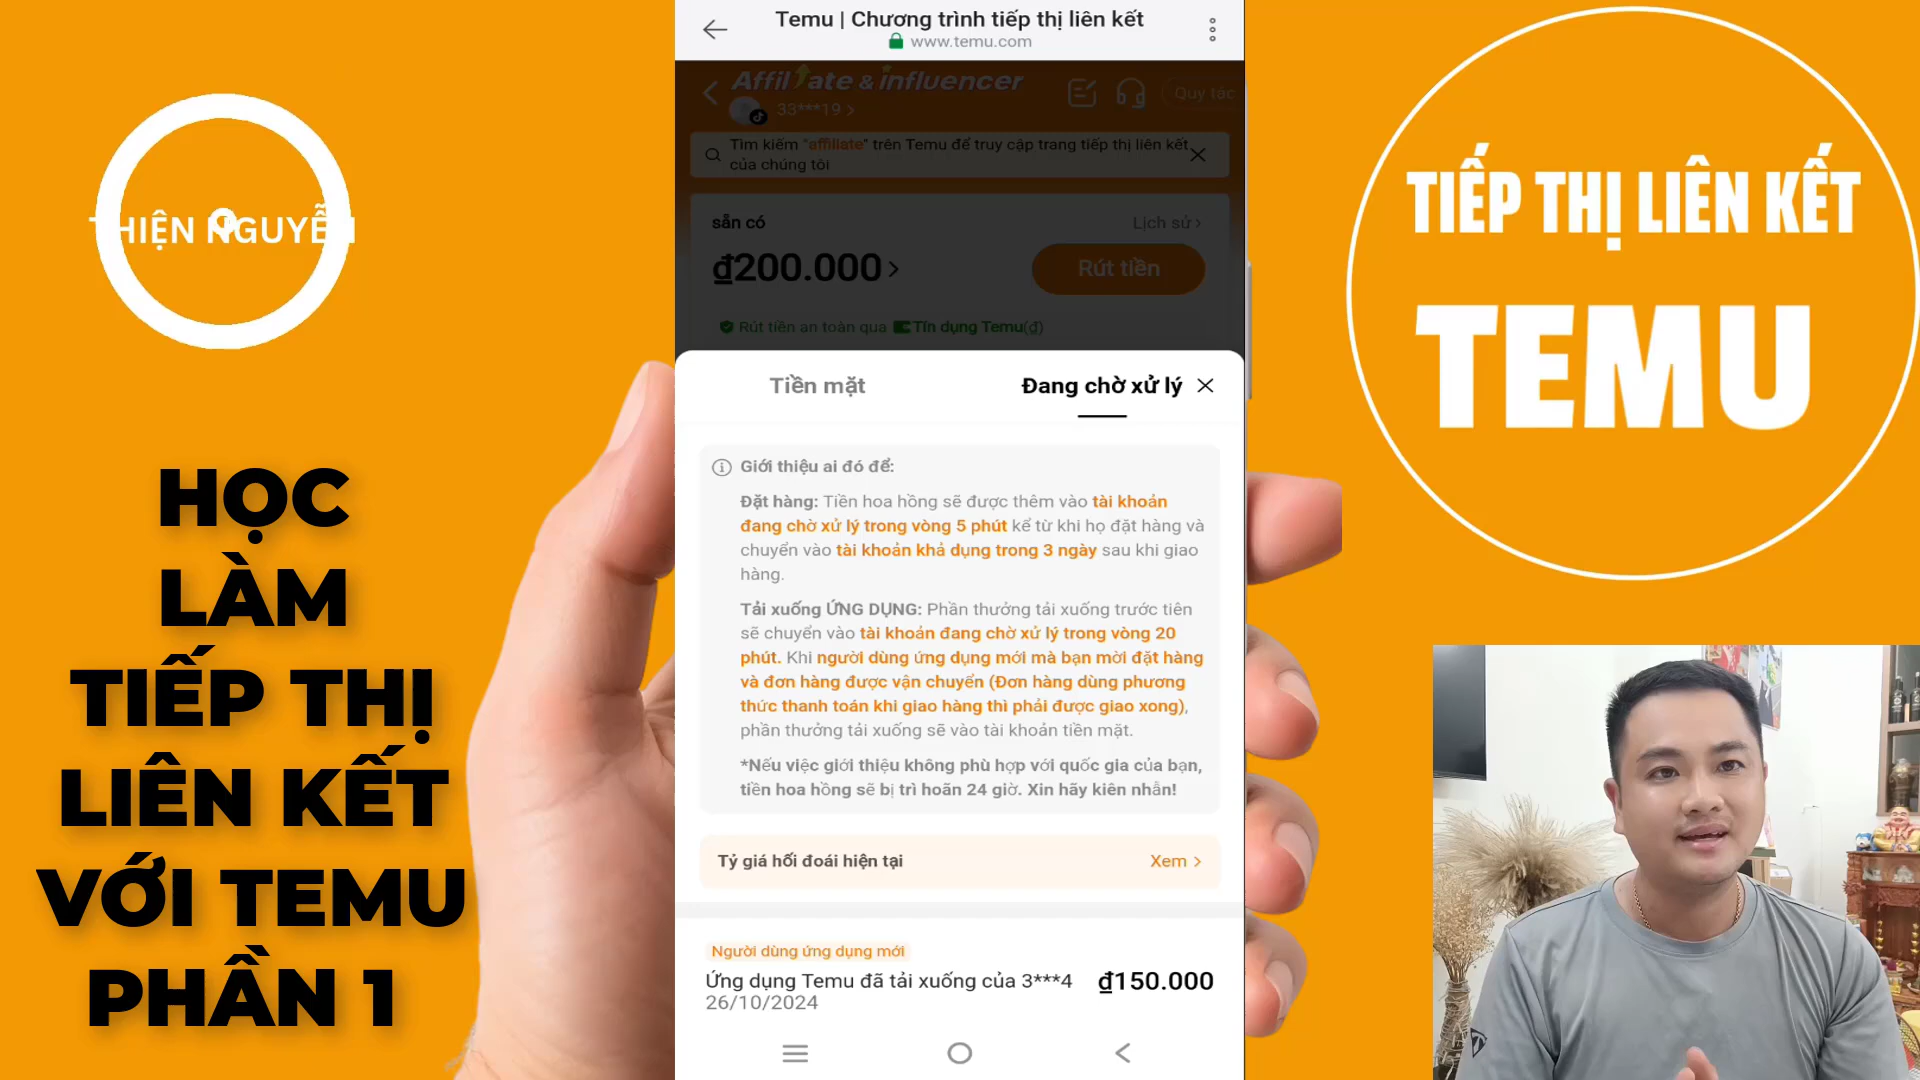 THIỆN NGUYỄN
HỌC
LÀM
TIẾP THỊ
LIÊN KẾT
VỚI TEMU
PHẦN 1
Temu | Chương trình tiếp thị liên kết
www.temu.com
Affiliate & influencer
33***19 >
Quy tắc
Tìm kiếm "affiliate" trên Temu để truy cập trang tiếp thị liên kết
của chúng tôi
sẵn có
Lịch sử >
₫200.000 >
Rút tiền
Rút tiền an toàn qua Tín dụng Temu(₫)
Tiền mặt
Đang chờ xử lý
Giới thiệu ai đó để:
Đặt hàng: Tiền hoa hồng sẽ được thêm vào tài khoản
đang chờ xử lý trong vòng 5 phút kể từ khi họ đặt hàng và
chuyển vào tài khoản khả dụng trong 3 ngày sau khi giao
hàng.
Tải xuống ỨNG DỤNG: Phần thưởng tải xuống trước tiên
sẽ chuyển vào tài khoản đang chờ xử lý trong vòng 20
phút. Khi người dùng ứng dụng mới mà bạn mời đặt hàng
và đơn hàng được vận chuyển (Đơn hàng dùng phương
thức thanh toán khi giao hàng thì phải được giao xong),
phần thưởng tải xuống sẽ vào tài khoản tiền mặt.
*Nếu việc giới thiệu không phù hợp với quốc gia của bạn,
tiền hoa hồng sẽ bị trì hoãn 24 giờ. Xin hãy kiên nhẫn!
Tỷ giá hối đoái hiện tại
Xem >
Người dùng ứng dụng mới
Ứng dụng Temu đã tải xuống của 3***4
₫150.000
26/10/2024
TIẾP THỊ LIÊN KẾT
TEMU